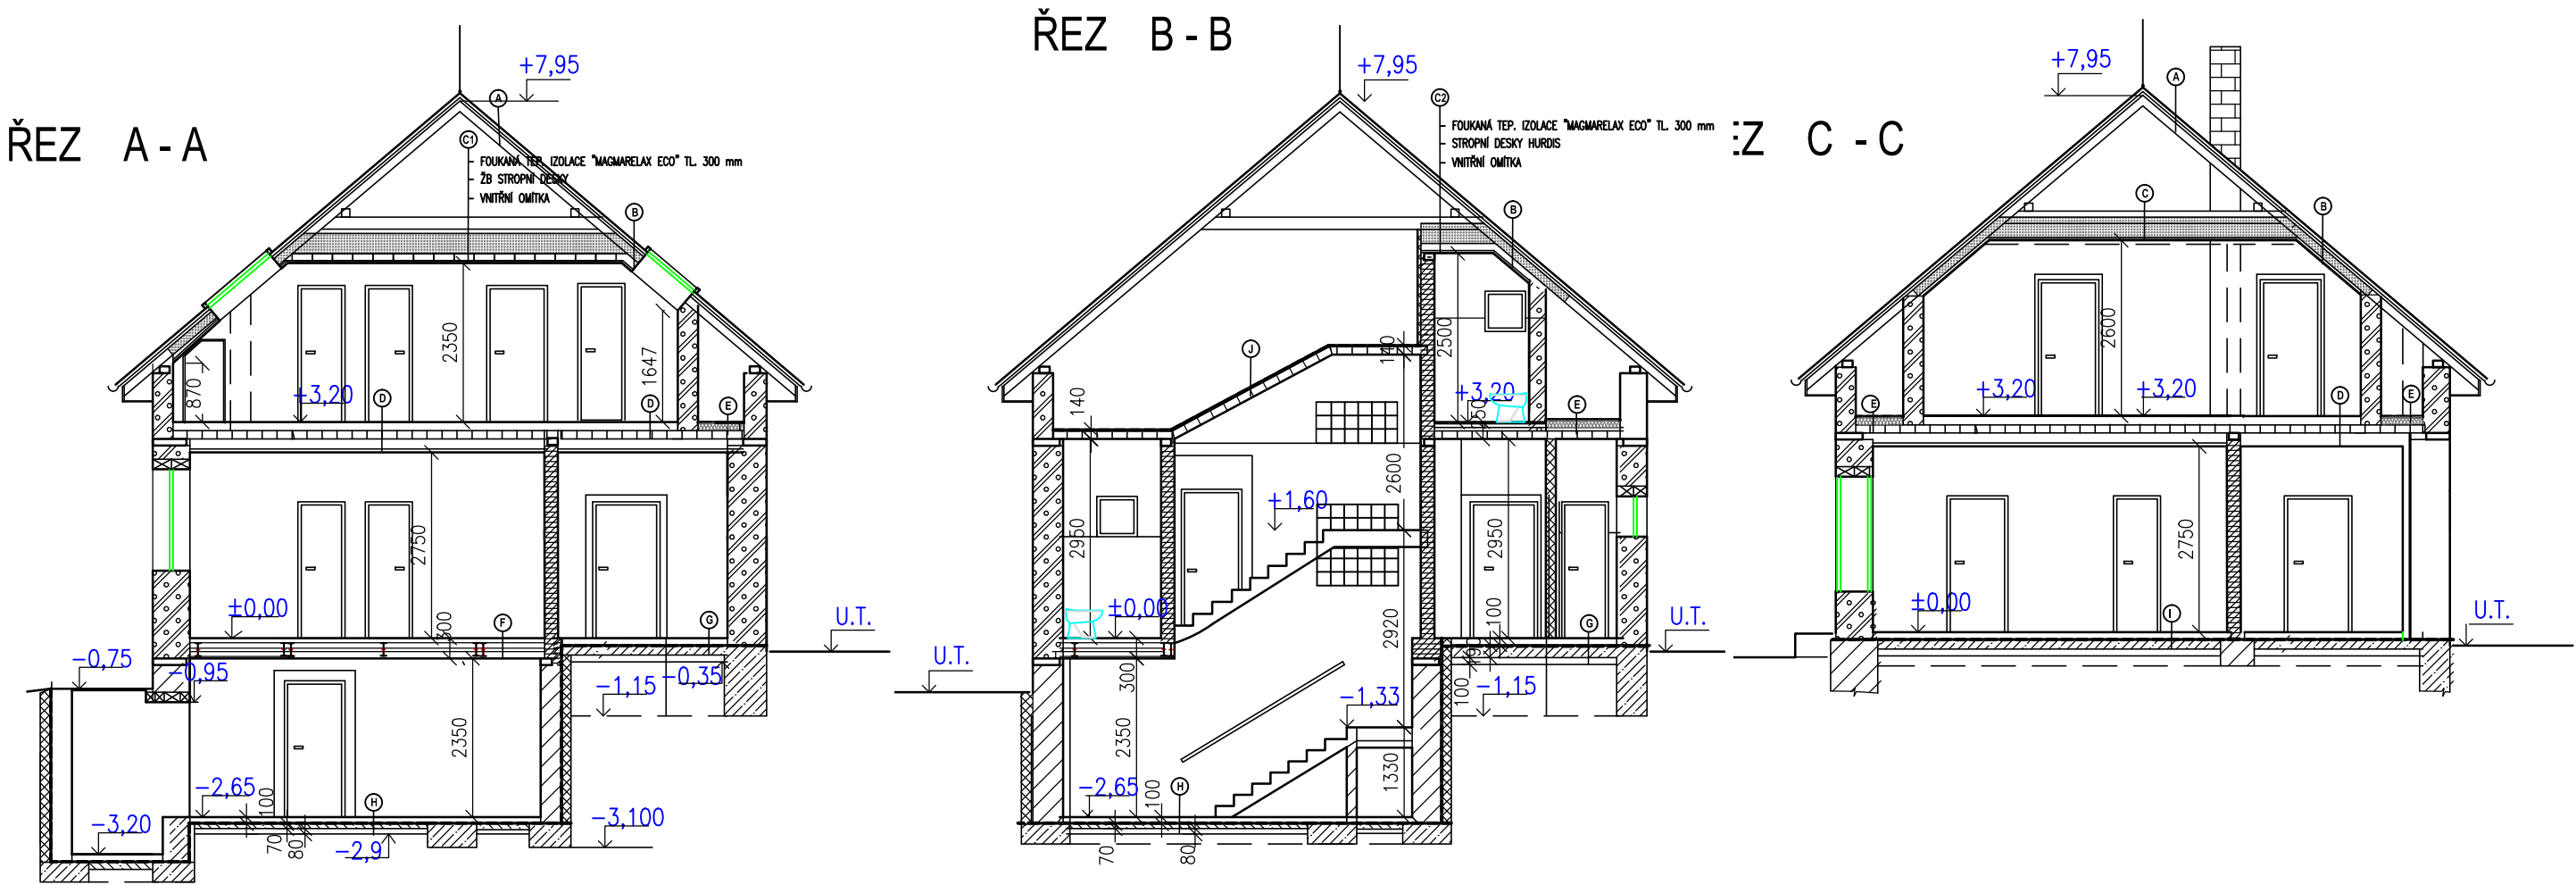 ŘEZ A - A
+7,95
A
C1
FOUKANÁ TEP. IZOLACE "MAGMARELAX ECO" TL. 300 mm
ŽB STROPNÍ DESKY
VNITŘNÍ OMÍTKA
B
2350
1647
870
+3,20
D
D
E
2750
±0,00
300
F
G
U.T.
-0,75
-0,95
-1,15
-0,35
2350
-2,65
100
H
-3,20
70
80
-2,9
-3,100
ŘEZ B - B
+7,95
C2
FOUKANÁ TEP. IZOLACE "MAGMARELAX ECO" TL. 300 mm
STROPNÍ DESKY HURDIS
VNITŘNÍ OMÍTKA
B
J
140
2500
140
+3,20
50
E
2600
+1,60
2950
2950
±0,00
100
G
U.T.
U.T.
2920
190
300
100
-1,15
-1,33
2350
1330
-2,65
100
H
70
80
EZ C - C
+7,95
A
C
B
2600
+3,20
+3,20
E
D
E
2750
±0,00
I
U.T.